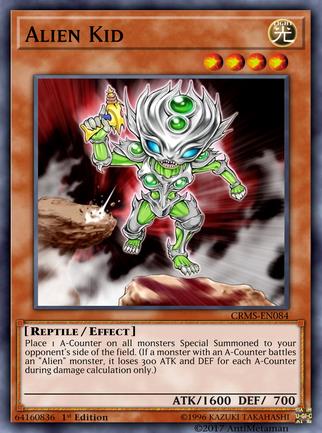 Alien Kid
LIGHT
光
CRMS-EN084
[Reptile / Effect]
Place 1 A-Counter on all monsters Special Summoned to your
opponent's side of the field. (If a monster with an A-Counter battles
an "Alien" monster, it loses 300 ATK and DEF for each A-Counter
during damage calculation only.)
ATK/1600 DEF/ 700
64160836 1st Edition
©1996 KAZUKI TAKAHASHI
©2017 AntiMetaman